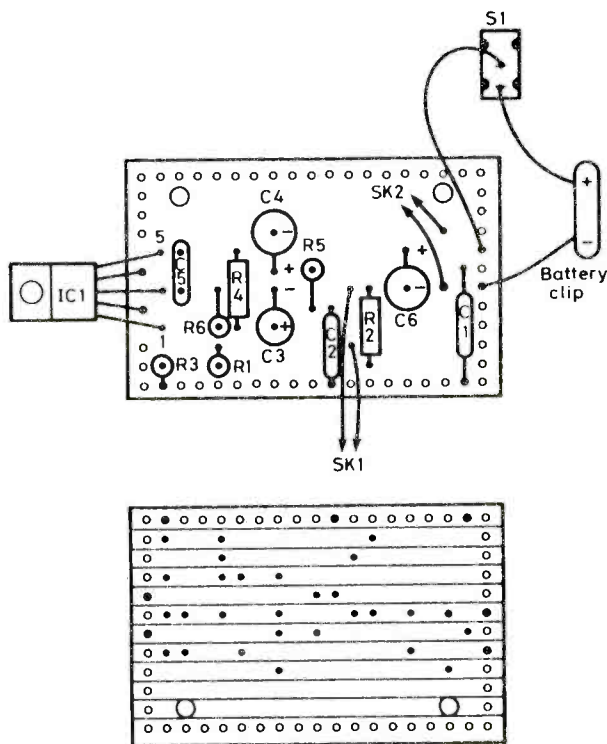 S1
+
−
Battery
clip
SK2
C4
−
+
5
C5
R5
+
IC1
R4
−
−
C6
R6
+
C3
C2
R2
C1
1
R3
R1
SK1